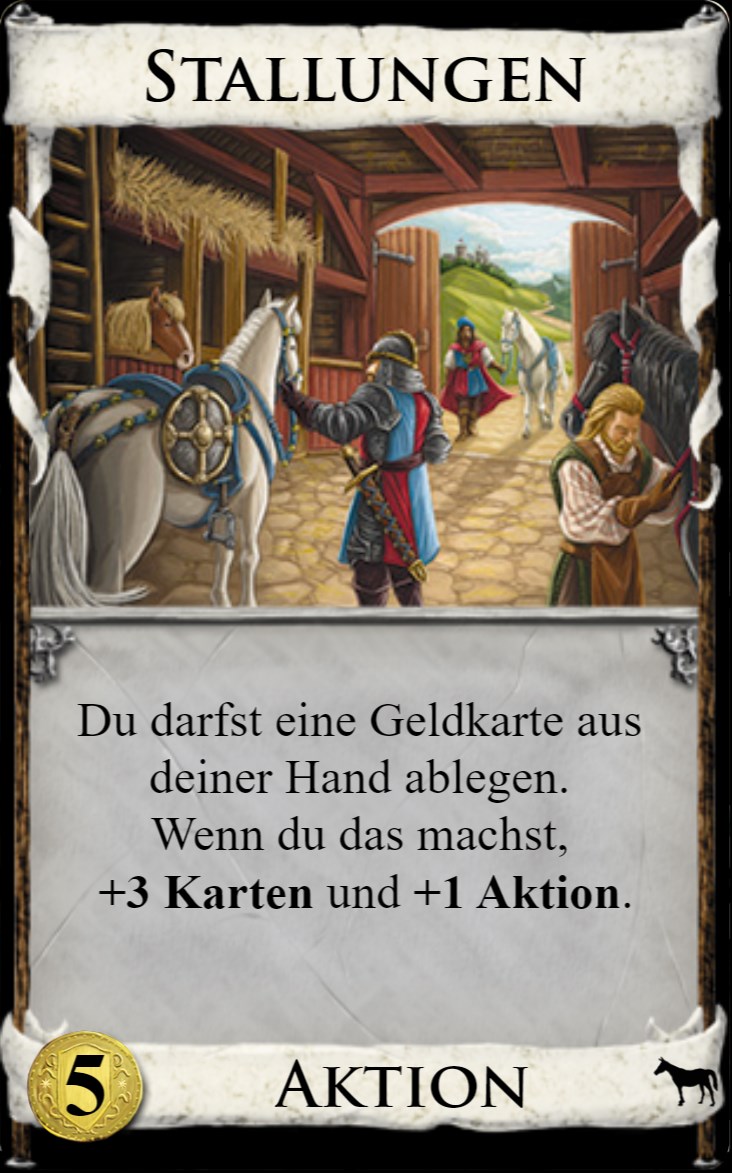 STALLUNGEN
Du darfst eine Geldkarte aus
deiner Hand ablegen.
Wenn du das machst,
+3 Karten und +1 Aktion.
5
AKTION